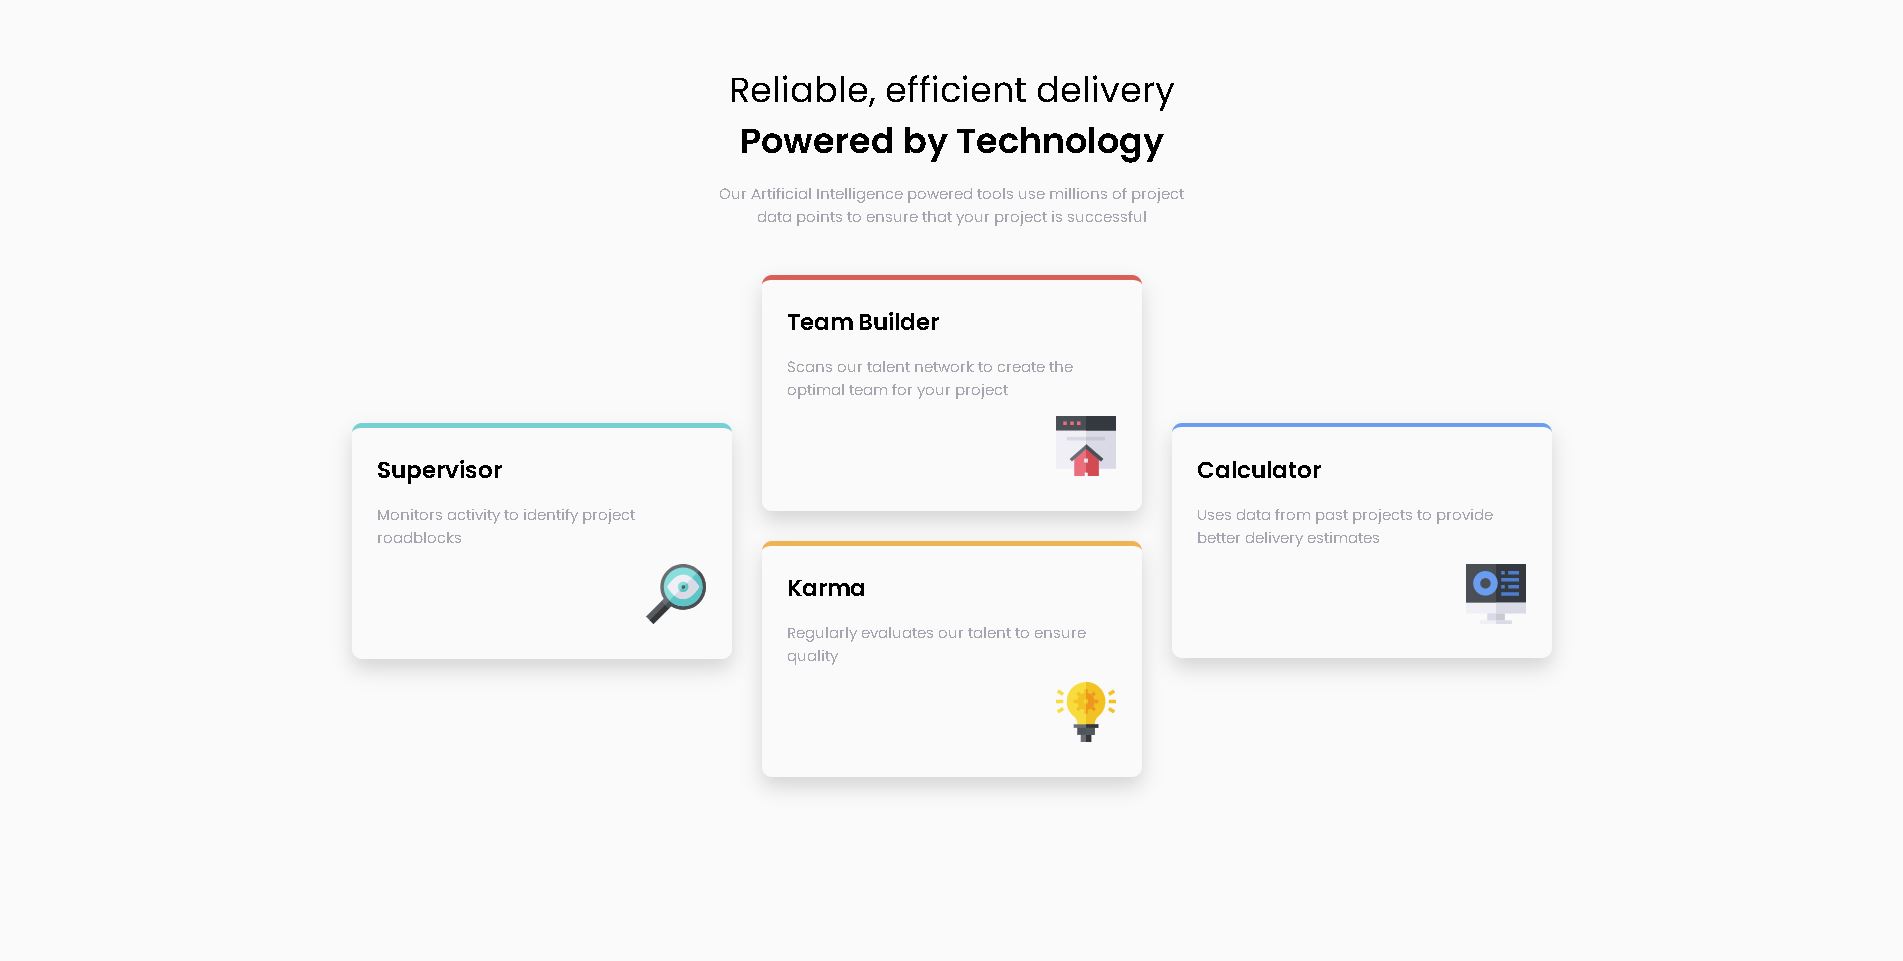 Reliable, efficient delivery
Powered by Technology
Our Artificial Intelligence powered tools use millions of project
data points to ensure that your project is successful
Supervisor
Monitors activity to identify project
roadblocks
Team Builder
Scans our talent network to create the
optimal team for your project
Karma
Regularly evaluates our talent to ensure
quality
Calculator
Uses data from past projects to provide
better delivery estimates